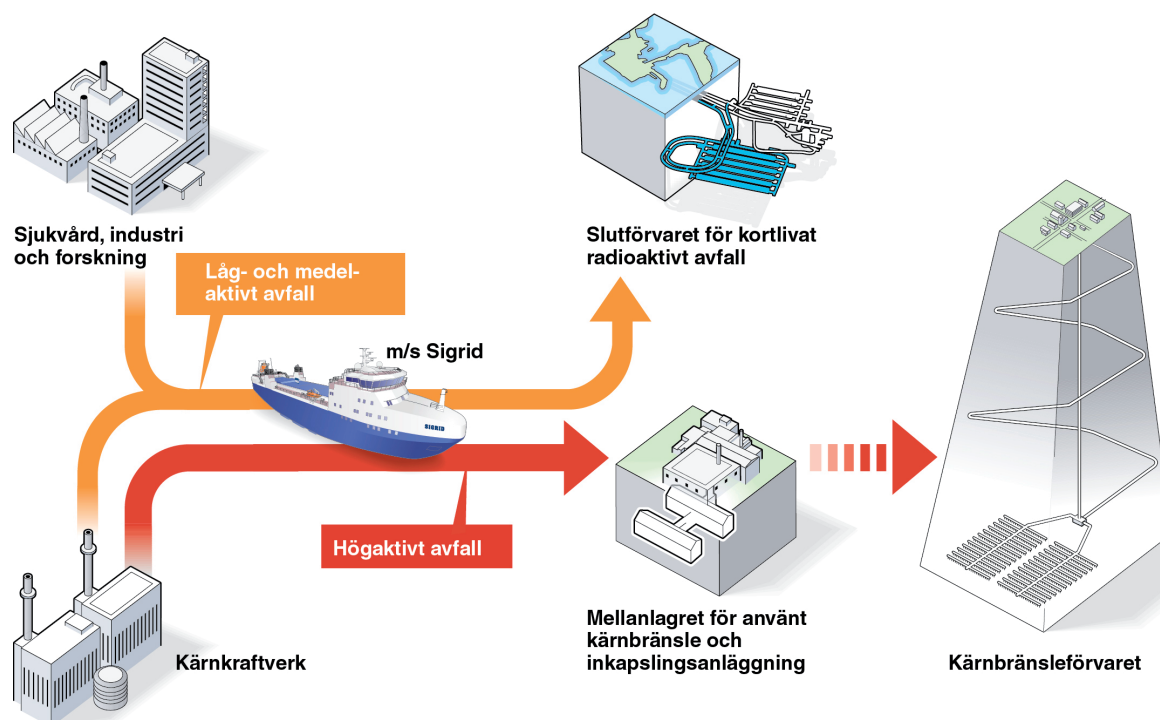 Sjukvård, industri
och forskning
Låg- och medel-
aktivt avfall
m/s Sigrid
SIGRID
Slutförvaret för kortlivat
radioaktivt avfall
Högaktivt avfall
Kärnkraftverk
Mellanlagret för använt
kärnbränsle och
inkapslingsanläggning
Kärnbränsleförvaret